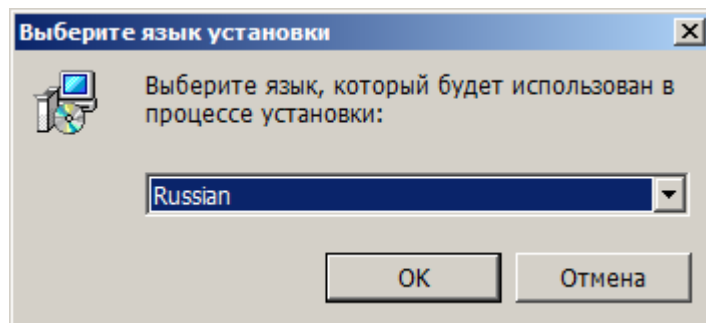 Выберите язык установки
Выберите язык, который будет использован в
процессе установки:
Russian
OK
Отмена